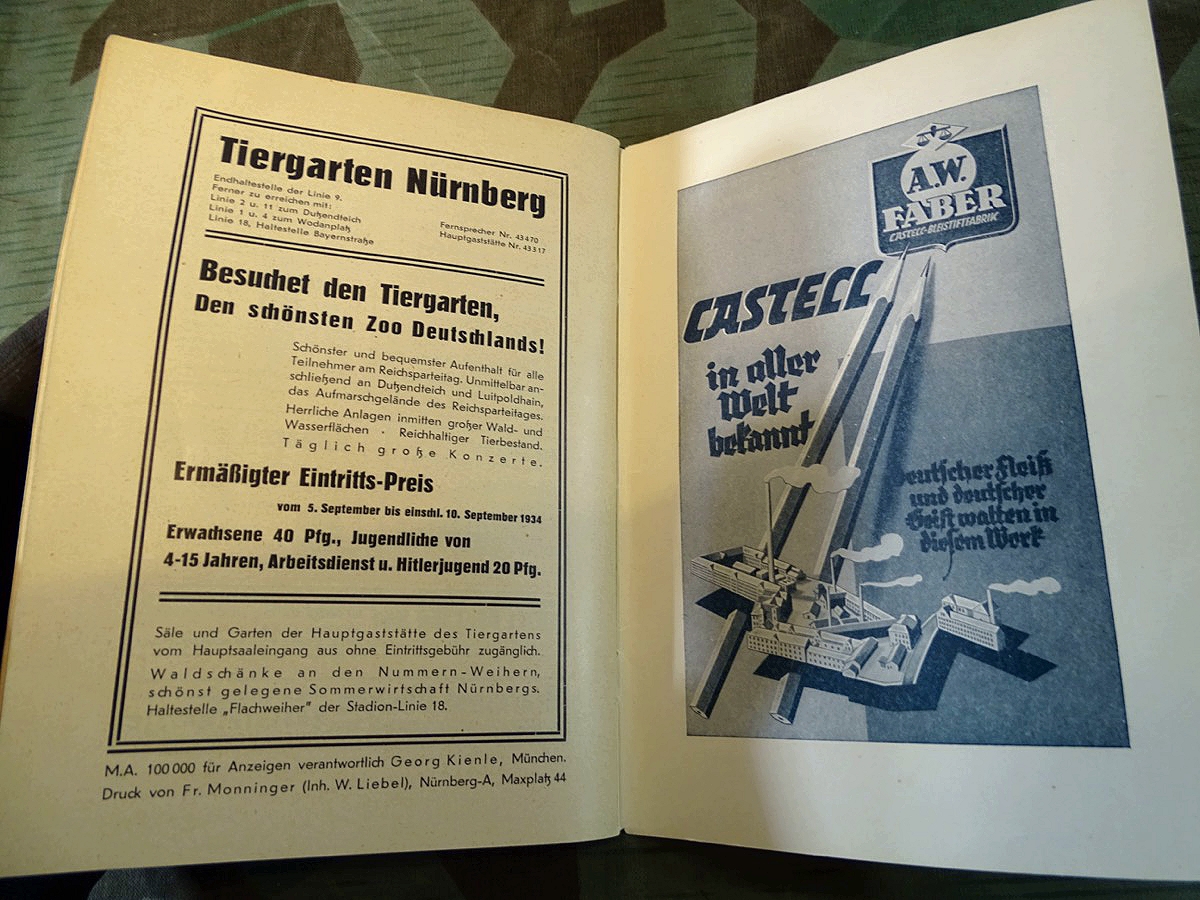 Tiergarten Nürnberg
Endhaltestelle der Linie 9.
Ferner zu erreichen mit:
Linie 2 u. 11 zum Dutzendteich
Linie 1 u. 4 zum Wodanplatz
Linie 18, Haltestelle Bayernstraße
Fernsprecher Nr. 43470
Hauptgaststätte Nr. 43317
Besuchet den Tiergarten,
Den schönsten Zoo Deutschlands!
Schönster und bequemster Aufenthalt für alle
Teilnehmer am Reichsparteitag. Unmittelbar an-
schließend an Dutzendteich und Luitpoldhain,
das Aufmarschgelände des Reichsparteitages.
Herrliche Anlagen inmitten großer Wald- und
Wasserflächen · Reichhaltiger Tierbestand.
Täglich große Konzerte.
Ermäßigter Eintritts-Preis
vom 5. September bis einschl. 10. September 1934
Erwachsene 40 Pfg., Jugendliche von
4-15 Jahren, Arbeitsdienst u. Hitlerjugend 20 Pfg.
Säle und Garten der Hauptgaststätte des Tiergartens
vom Hauptsaaleingang aus ohne Eintrittsgebühr zugänglich.
Waldschänke an den Nummern-Weihern,
schönst gelegene Sommerwirtschaft Nürnbergs.
Haltestelle „Flachweiher" der Stadion-Linie 18.
M.A. 100000 für Anzeigen verantwortlich Georg Kienle, München.
Druck von Fr. Monninger (Inh. W. Liebel), Nürnberg-A, Maxplatz 44
A.W.
FABER
CASTELL-BLEISTIFTFABRIK
CASTELL
in aller
Welt
bekannt
Deutscher Fleiß
und deutscher
Geist walten in
diesem Werk